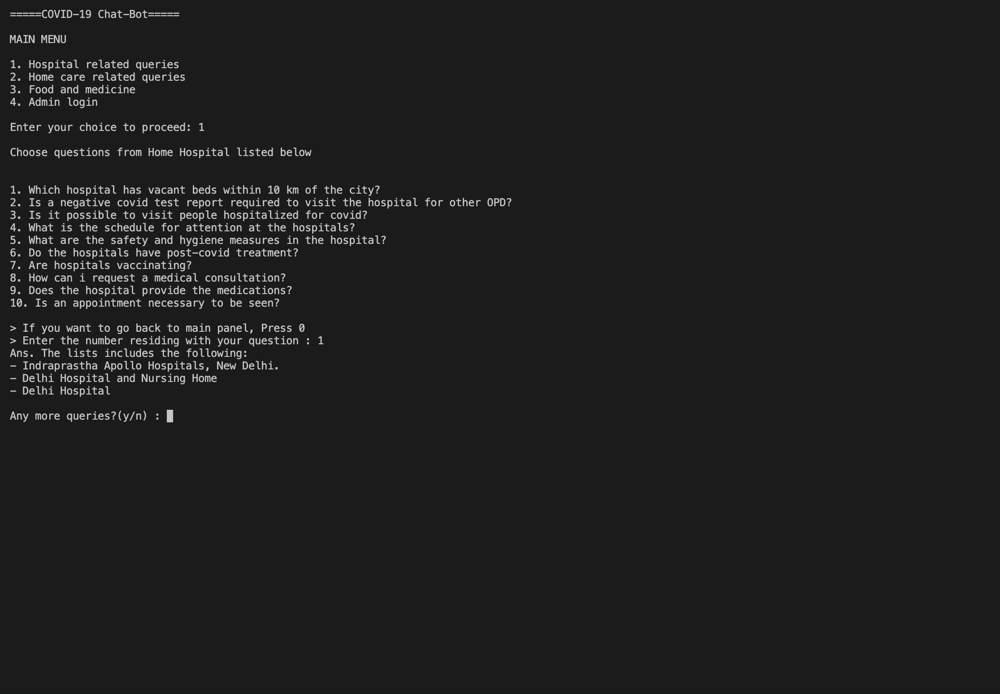 =====COVID-19 Chat-Bot=====
MAIN MENU
1. Hospital related queries
2. Home care related queries
3. Food and medicine
4. Admin login
Enter your choice to proceed: 1
Choose questions from Home Hospital listed below
1. Which hospital has vacant beds within 10 km of the city?
2. Is a negative covid test report required to visit the hospital for other OPD?
3. Is it possible to visit people hospitalized for covid?
4. What is the schedule for attention at the hospitals?
5. What are the safety and hygiene measures in the hospital?
6. Do the hospitals have post-covid treatment?
7. Are hospitals vaccinating?
8. How can i request a medical consultation?
9. Does the hospital provide the medications?
10. Is an appointment necessary to be seen?
> If you want to go back to main panel, Press 0
> Enter the number residing with your question : 1
Ans. The lists includes the following:
- Indraprastha Apollo Hospitals, New Delhi.
- Delhi Hospital and Nursing Home
- Delhi Hospital
Any more queries?(y/n) :